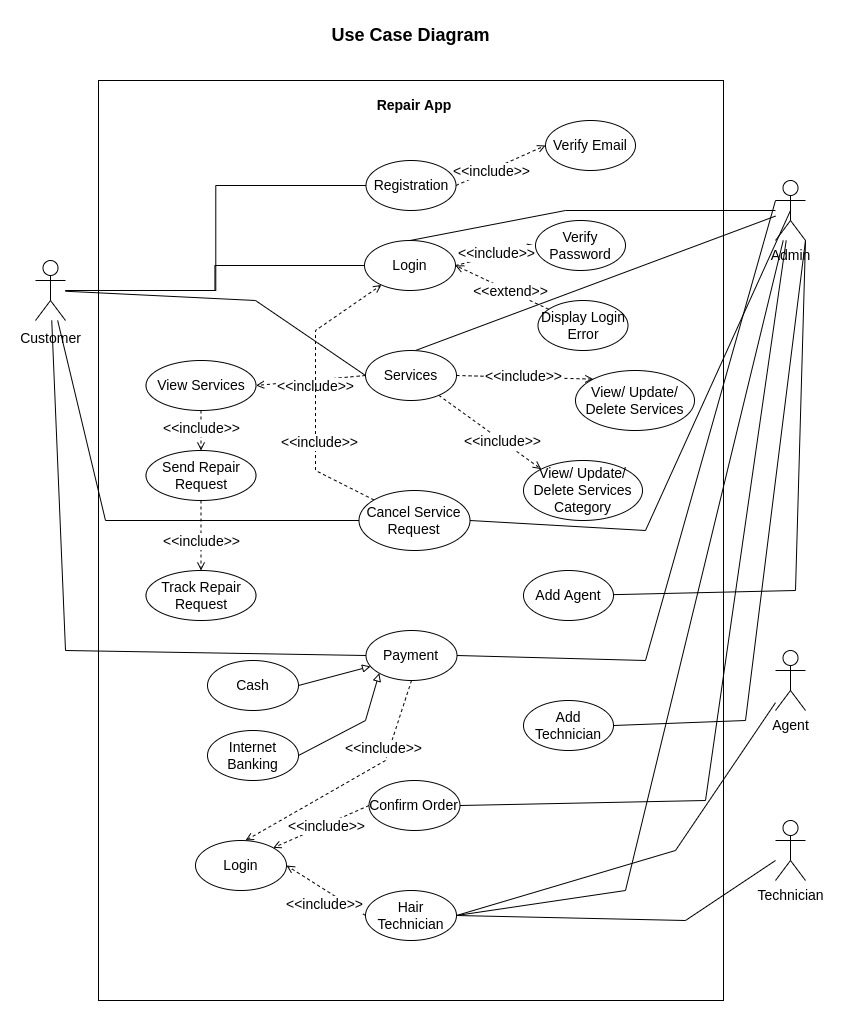 Use Case Diagram
Repair App
Verify Email
<<include>>
Registration
Verify
Password
<<include>>
Login
Admin
<<extend>>
Display Login
Error
Customer
Services
<<include>>
View Services
<<include>>
View/ Update/
Delete Services
<<include>>
<<include>>
<<include>>
Send Repair
Request
View/ Update/
Delete Services
Category
Cancel Service
Request
<<include>>
Track Repair
Request
Add Agent
Payment
Cash
Add
Technician
Agent
Internet
Banking
<<include>>
Confirm Order
<<include>>
Login
Technician
<<include>>
Hair
Technician